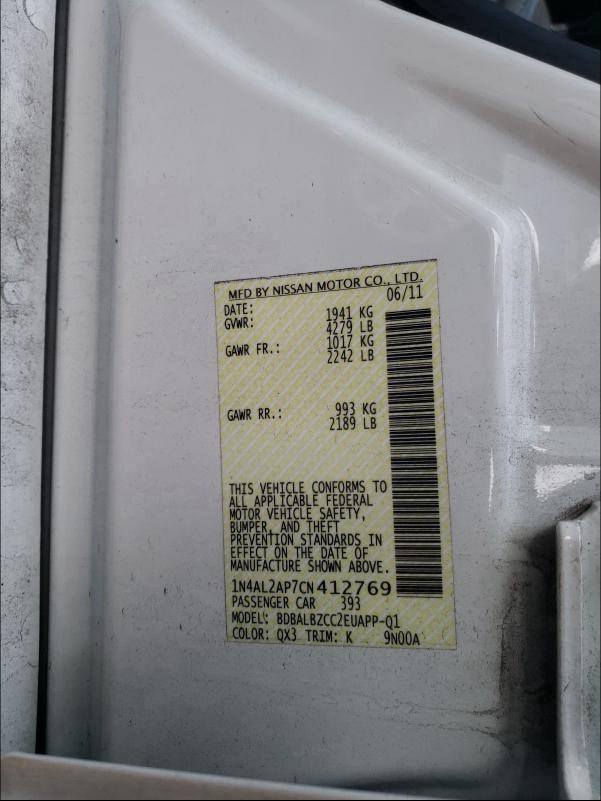 MFD BY NISSAN MOTOR CO., LTD.
DATE: 06/11
GVWR: 1941 KG
4279 LB
GAWR FR.: 1017 KG
2242 LB
GAWR RR.: 993 KG
2189 LB
THIS VEHICLE CONFORMS TO
ALL APPLICABLE FEDERAL
MOTOR VEHICLE SAFETY,
BUMPER, AND THEFT
PREVENTION STANDARDS IN
EFFECT ON THE DATE OF
MANUFACTURE SHOWN ABOVE.
1N4AL2AP7CN412769
PASSENGER CAR 393
MODEL: BDBALBZCC2EUAPP-Q1
COLOR: QX3 TRIM: K 9N00A